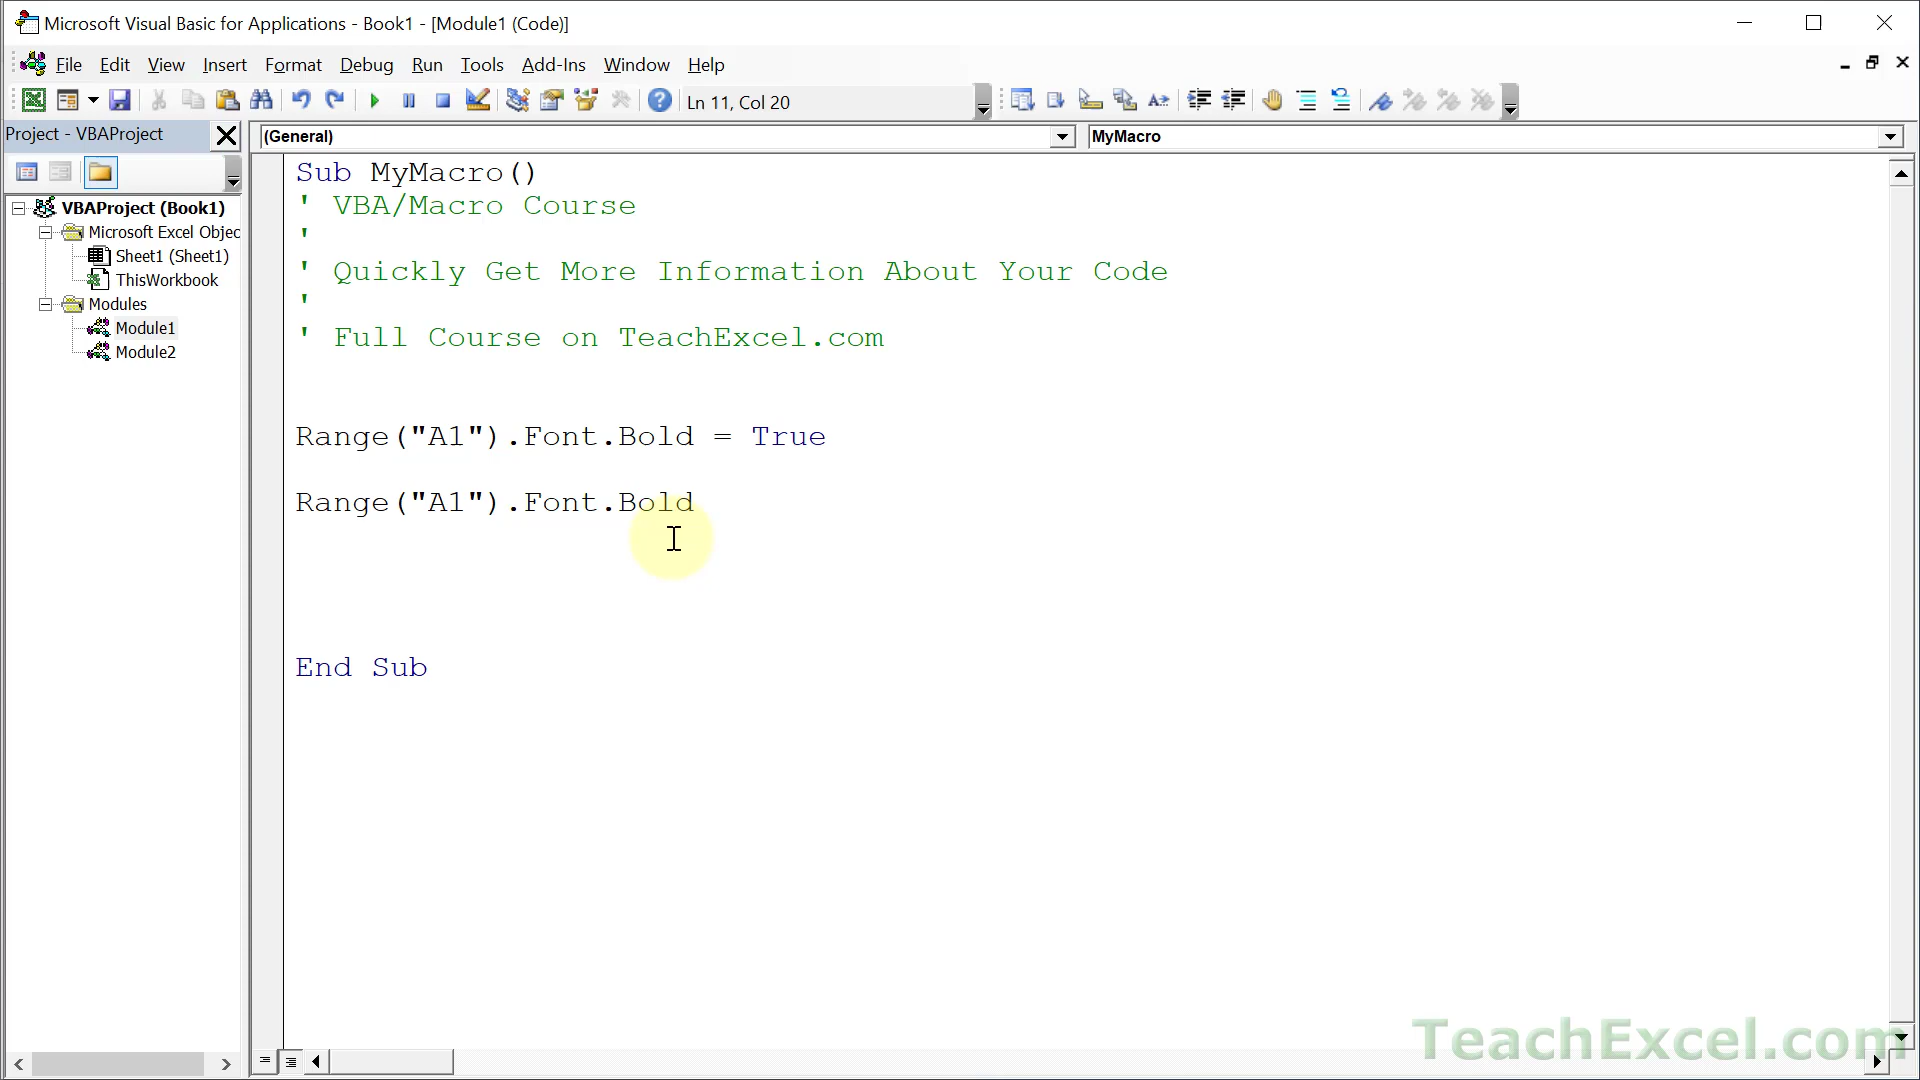 Microsoft Visual Basic for Applications - Book1 - [Module1 (Code)]
File Edit View Insert Format Debug Run Tools Add-Ins Window Help
Ln 11, Col 20
Project - VBAProject
(General)
MyMacro
VBAProject (Book1)
Microsoft Excel Objec
Sheet1 (Sheet1)
ThisWorkbook
Modules
Module1
Module2
Sub MyMacro()
' VBA/Macro Course
'
' Quickly Get More Information About Your Code
'
' Full Course on TeachExcel.com
Range("A1").Font.Bold = True
Range("A1").Font.Bold
End Sub
TeachExcel.com